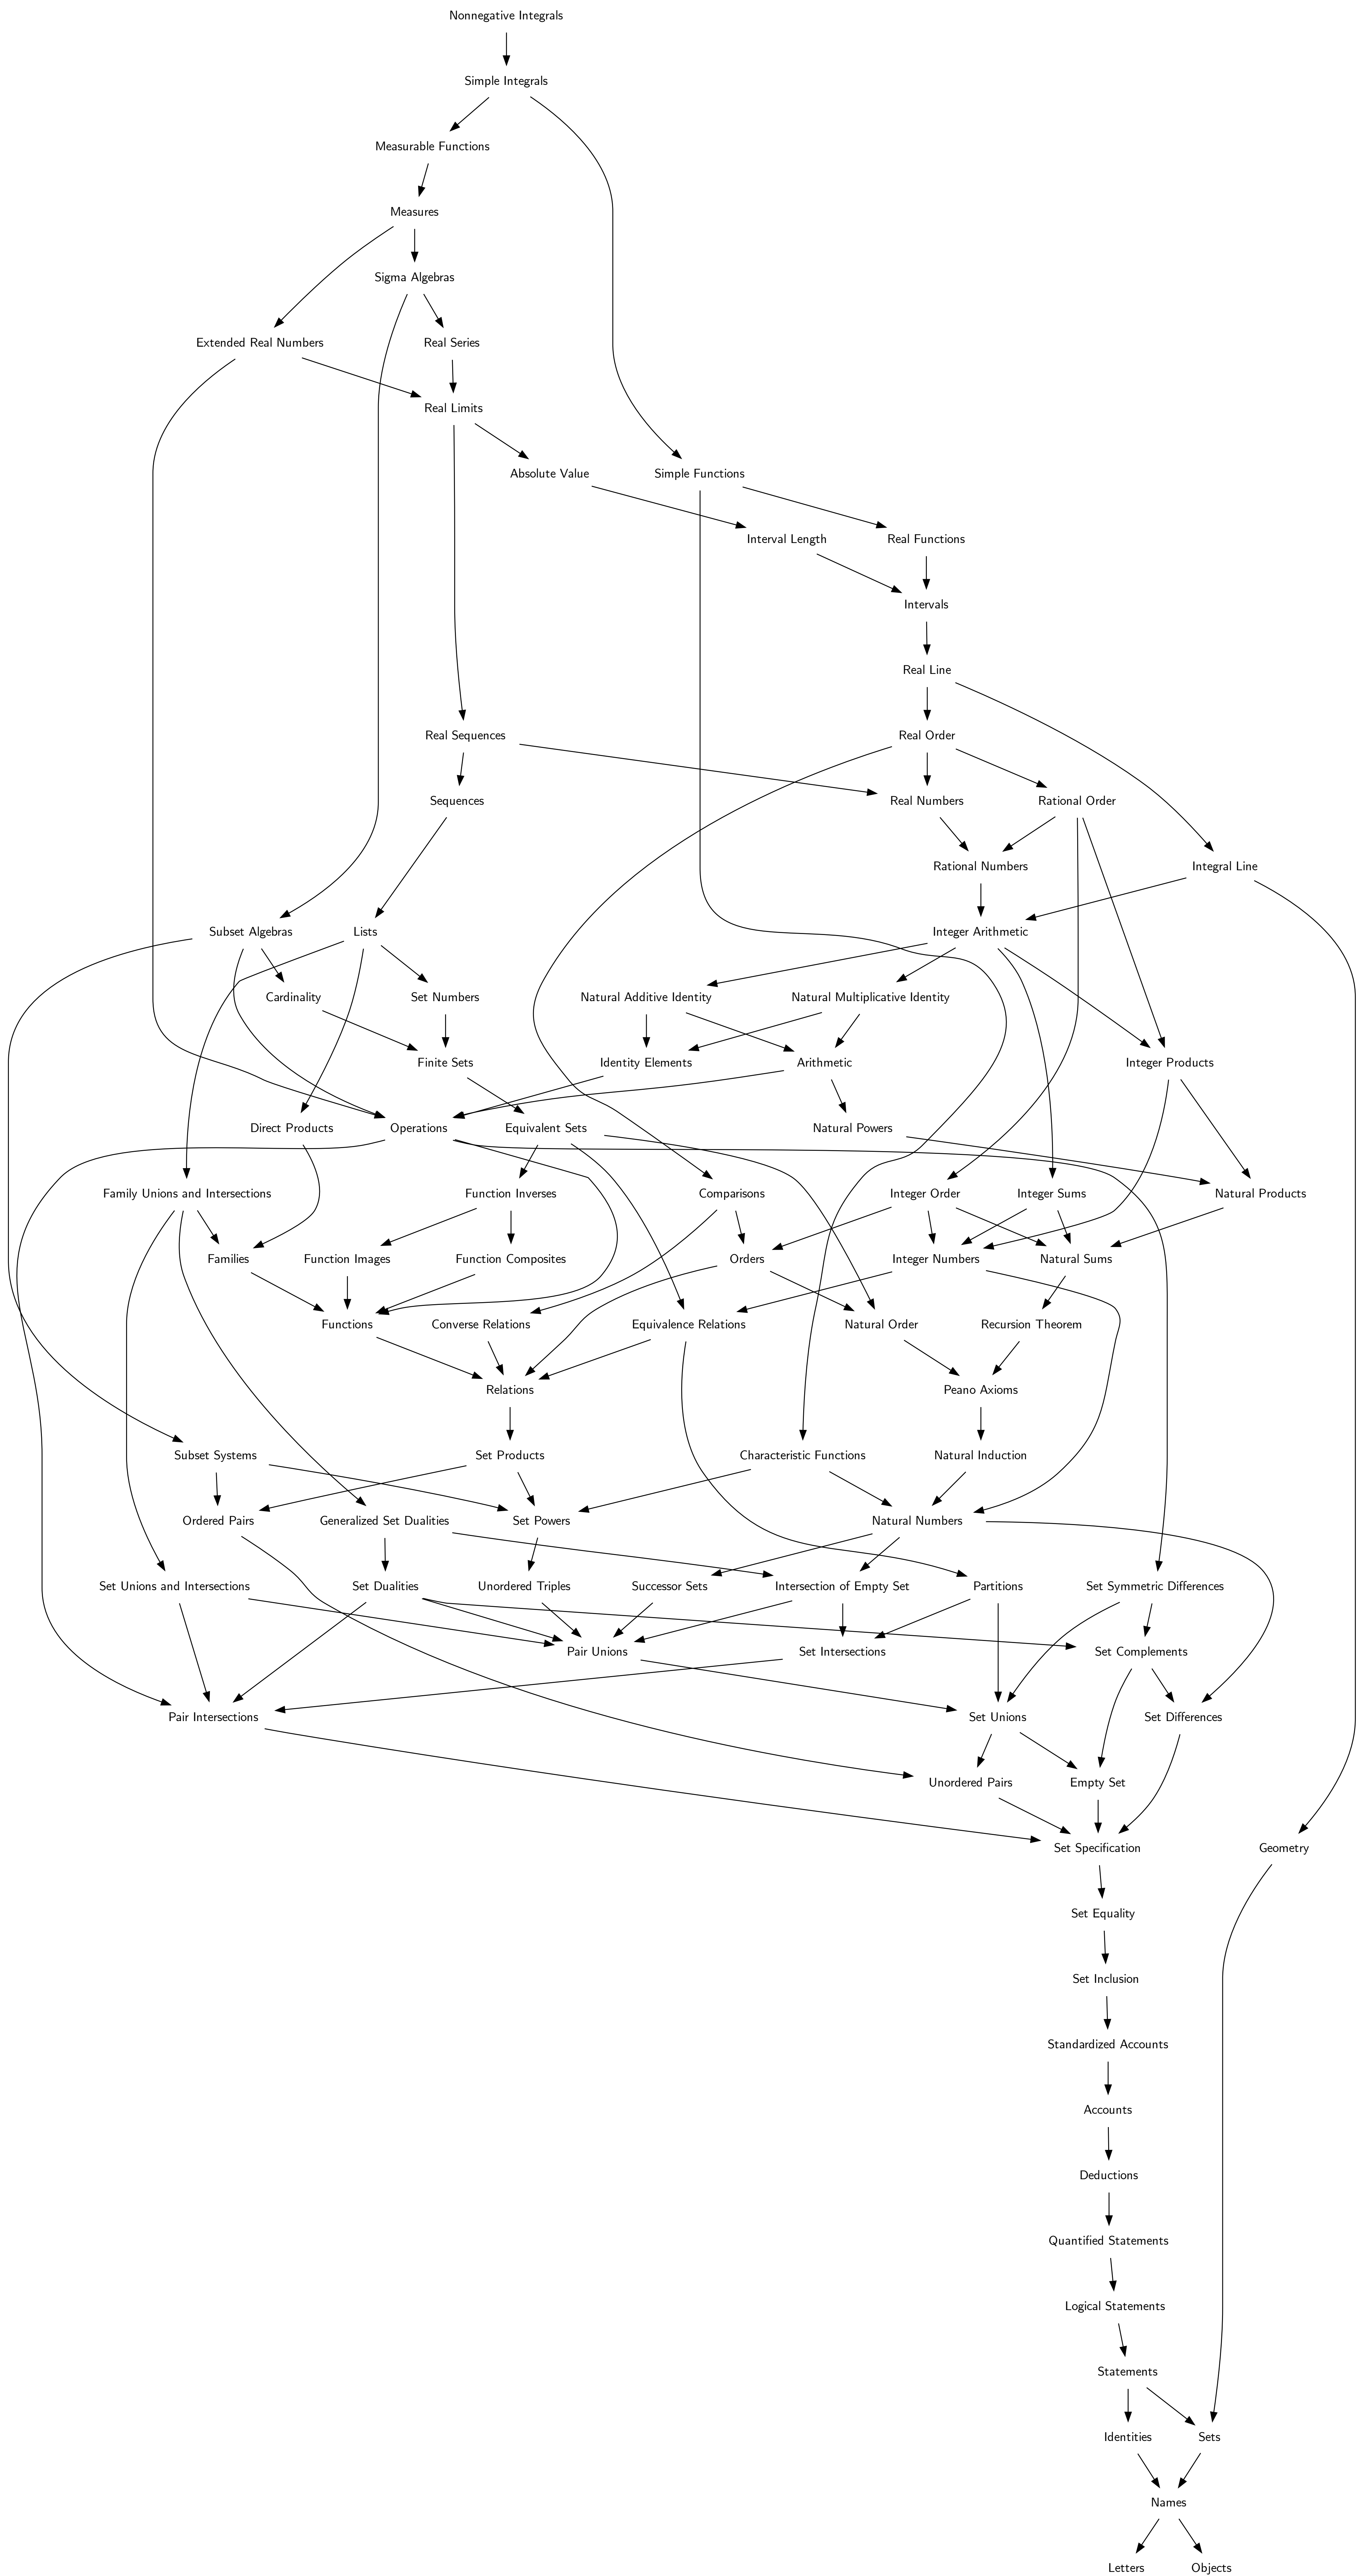 Nonnegative Integrals
Simple Integrals
Measurable Functions
Measures
Sigma Algebras
Extended Real Numbers
Real Series
Real Limits
Absolute Value
Simple Functions
Interval Length
Real Functions
Intervals
Real Line
Real Sequences
Real Order
Sequences
Real Numbers
Rational Order
Rational Numbers
Integral Line
Subset Algebras
Lists
Integer Arithmetic
Cardinality
Set Numbers
Natural Additive Identity
Natural Multiplicative Identity
Finite Sets
Identity Elements
Arithmetic
Integer Products
Direct Products
Operations
Equivalent Sets
Natural Powers
Family Unions and Intersections
Function Inverses
Comparisons
Integer Order
Integer Sums
Natural Products
Families
Function Images
Function Composites
Orders
Integer Numbers
Natural Sums
Functions
Converse Relations
Equivalence Relations
Natural Order
Recursion Theorem
Relations
Peano Axioms
Subset Systems
Set Products
Characteristic Functions
Natural Induction
Ordered Pairs
Generalized Set Dualities
Set Powers
Natural Numbers
Set Unions and Intersections
Set Dualities
Unordered Triples
Successor Sets
Intersection of Empty Set
Partitions
Set Symmetric Differences
Pair Unions
Set Intersections
Set Complements
Pair Intersections
Set Unions
Set Differences
Unordered Pairs
Empty Set
Set Specification
Geometry
Set Equality
Set Inclusion
Standardized Accounts
Accounts
Deductions
Quantified Statements
Logical Statements
Statements
Identities
Sets
Names
Letters
Objects